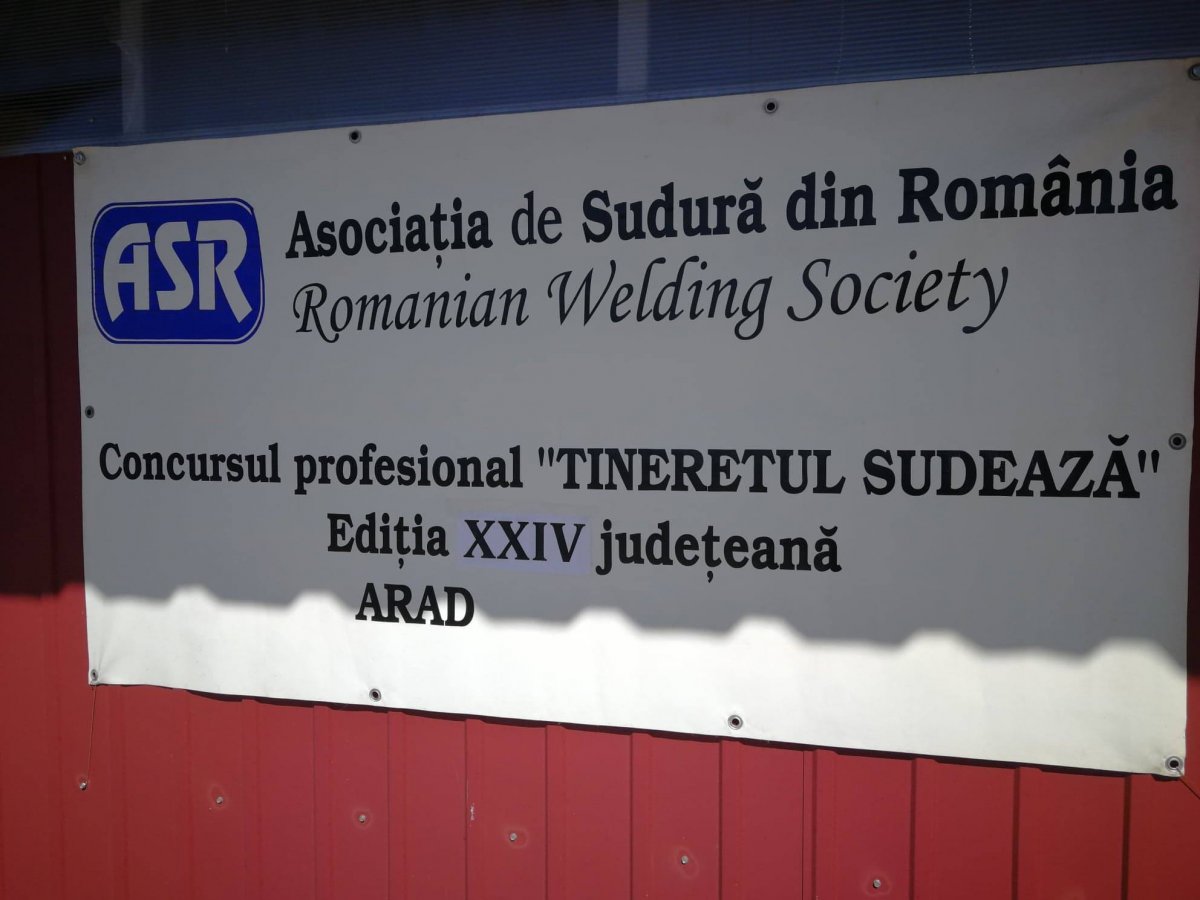 ASR
Asociația de Sudură din România
Romanian Welding Society
Concursul profesional "TINERETUL SUDEAZĂ"
Ediția XXIV județeană
ARAD